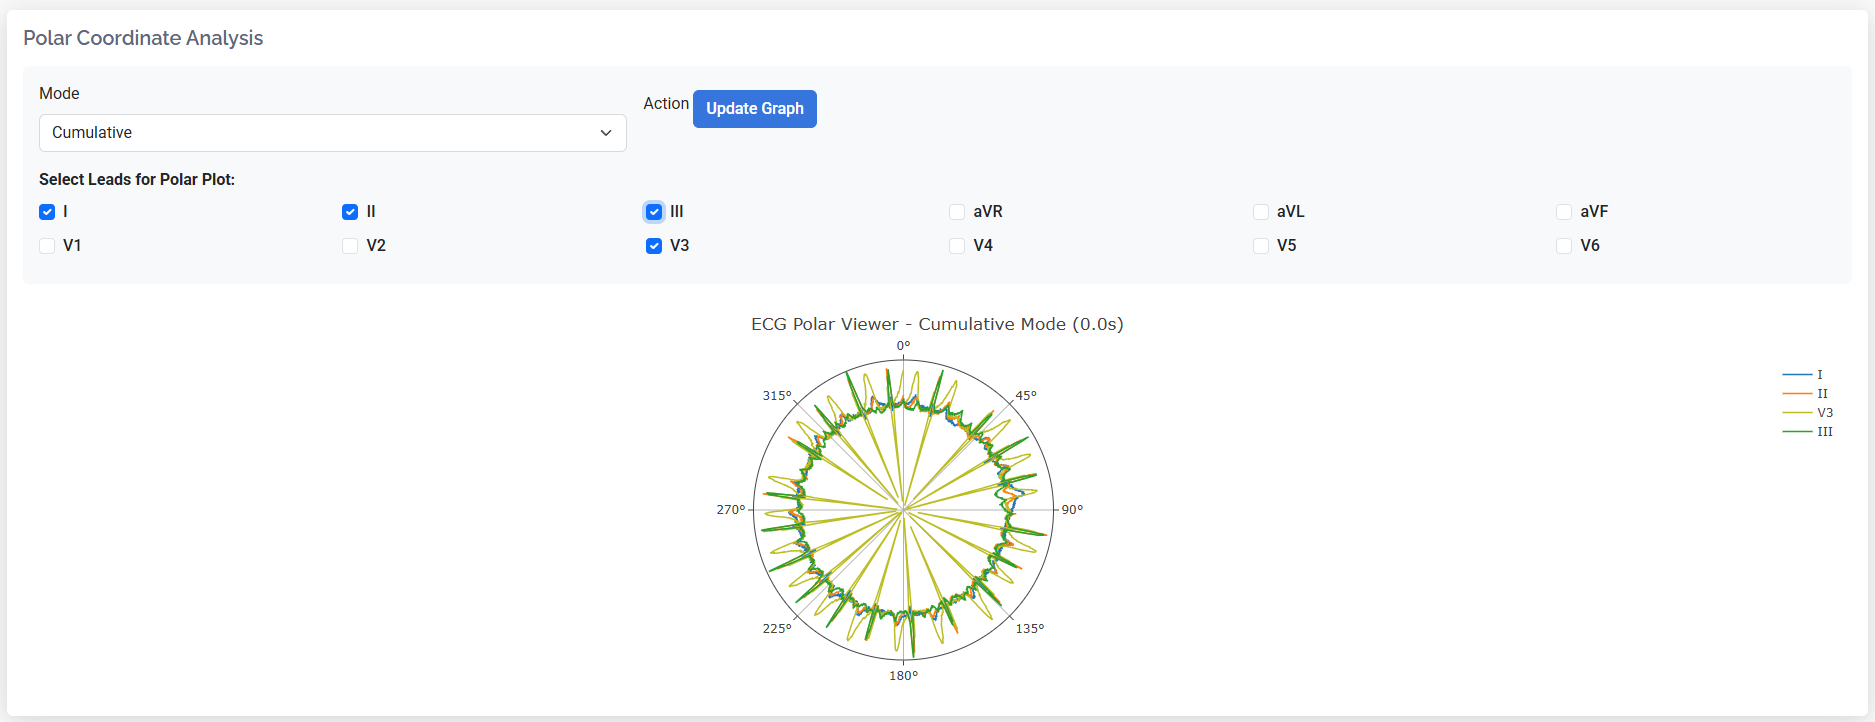 Polar Coordinate Analysis
Mode
Action Update Graph
Cumulative
Select Leads for Polar Plot:
I II III aVR aVL aVF
V1 V2 V3 V4 V5 V6
ECG Polar Viewer - Cumulative Mode (0.0s)
0°
45°
90°
135°
180°
225°
270°
315°
I
II
V3
III